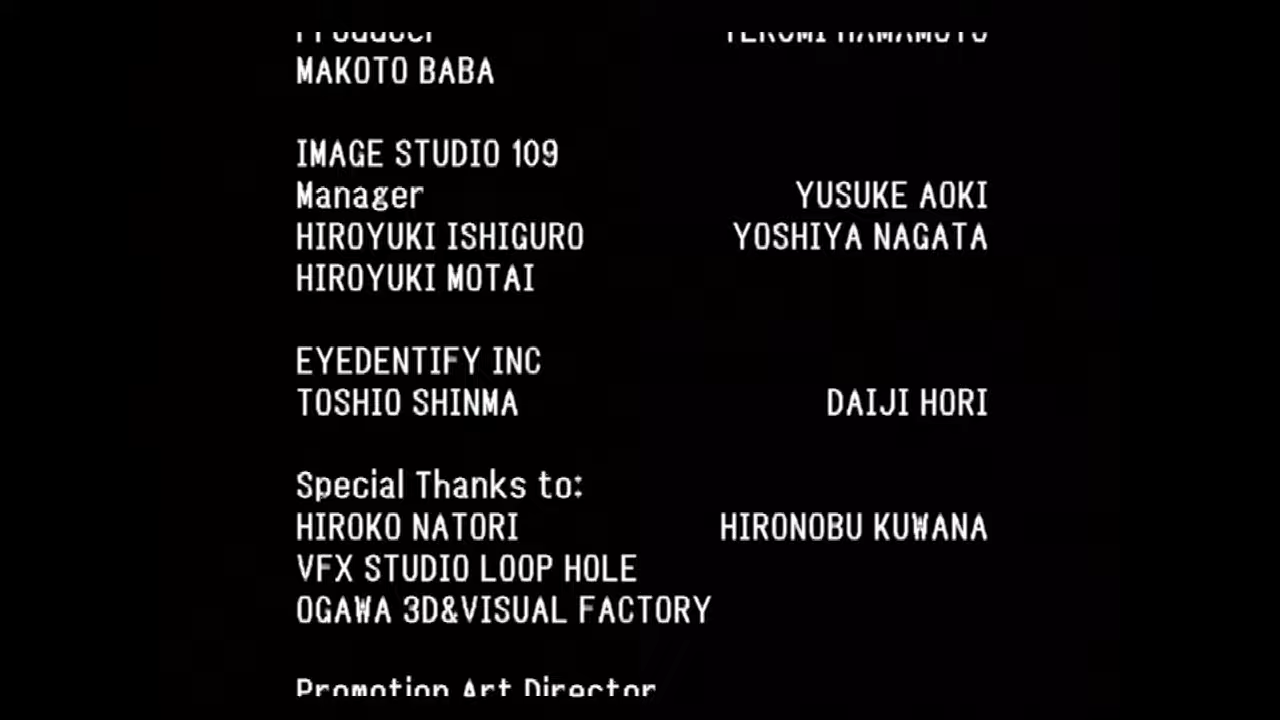 Producer
MAKOTO BABA
IMAGE STUDIO 109
Manager YUSUKE AOKI
HIROYUKI ISHIGURO YOSHIYA NAGATA
HIROYUKI MOTAI
EYEDENTIFY INC
TOSHIO SHINMA DAIJI HORI
Special Thanks to:
HIROKO NATORI HIRONOBU KUWANA
VFX STUDIO LOOP HOLE
OGAWA 3D&VISUAL FACTORY
Promotion Art Director